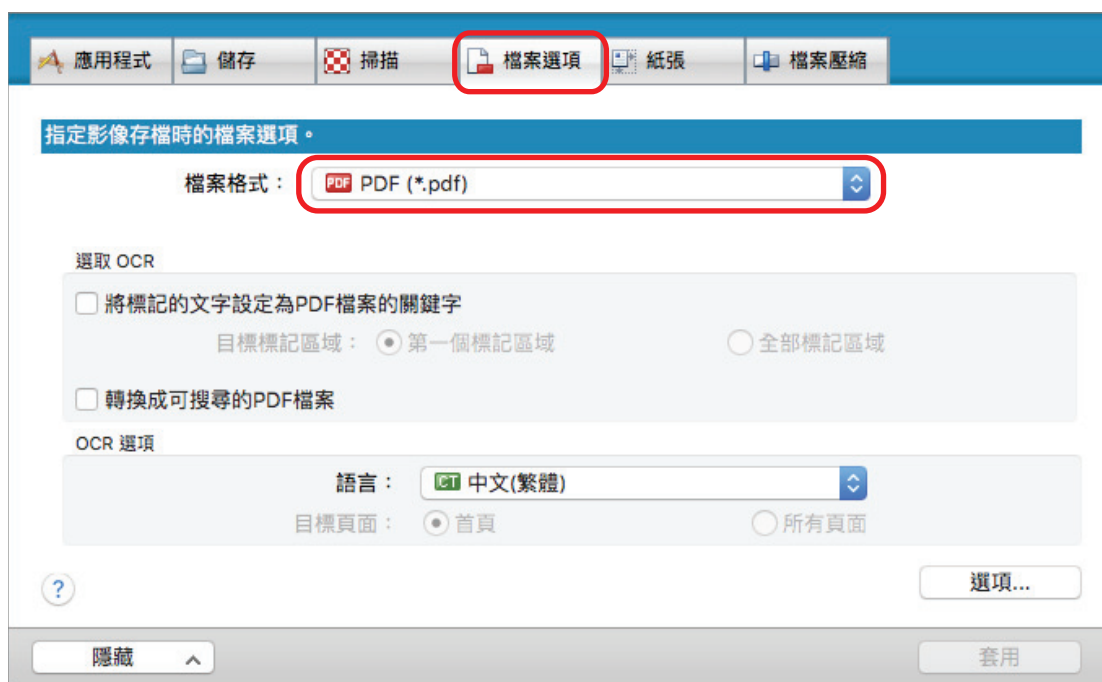 應用程式 儲存 掃描 檔案選項 紙張 檔案壓縮
指定影像存檔時的檔案選項。
檔案格式： PDF PDF (*.pdf)
選取 OCR
將標記的文字設定為PDF檔案的關鍵字
目標標記區域： 第一個標記區域 全部標記區域
轉換成可搜尋的PDF檔案
OCR 選項
語言： CT 中文(繁體)
目標頁面： 首頁 所有頁面
? 選項...
隱藏 套用